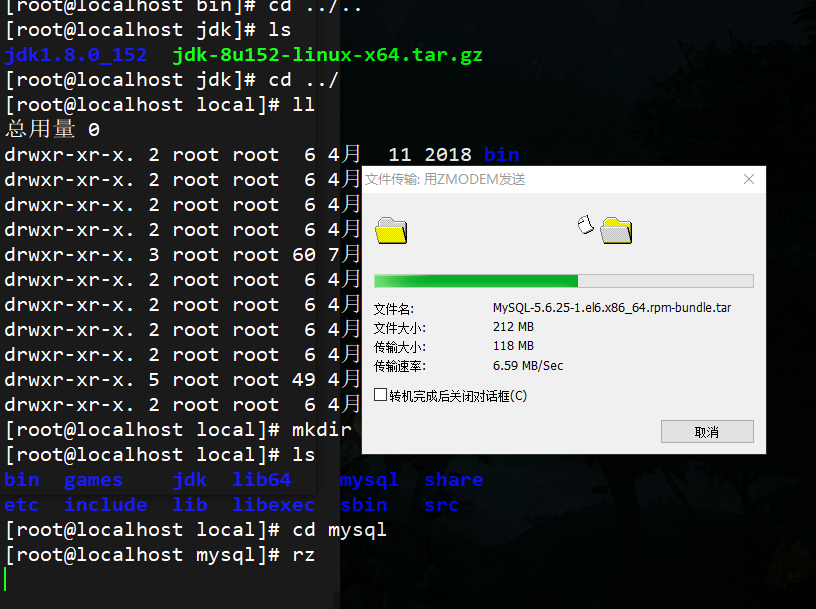 [root@localhost bin]# cd ../..
[root@localhost jdk]# ls
jdk1.8.0_152 jdk-8u152-linux-x64.tar.gz
[root@localhost jdk]# cd ../
[root@localhost local]# ll
总用量 0
drwxr-xr-x. 2 root root 6 4月 11 2018 bin
drwxr-xr-x. 2 root root 6 4月
drwxr-xr-x. 2 root root 6 4月
drwxr-xr-x. 2 root root 6 4月
drwxr-xr-x. 3 root root 60 7月
drwxr-xr-x. 2 root root 6 4月
drwxr-xr-x. 2 root root 6 4月
drwxr-xr-x. 2 root root 6 4月
drwxr-xr-x. 2 root root 6 4月
drwxr-xr-x. 5 root root 49 4月
drwxr-xr-x. 2 root root 6 4月
[root@localhost local]# mkdir
[root@localhost local]# ls
bin games jdk lib64 mysql share
etc include lib libexec sbin src
[root@localhost local]# cd mysql
[root@localhost mysql]# rz
文件传输: 用ZMODEM发送
文件名: MySQL-5.6.25-1.el6.x86_64.rpm-bundle.tar
文件大小: 212 MB
传输大小: 118 MB
传输速率: 6.59 MB/Sec
转机完成后关闭对话框(C)
取消